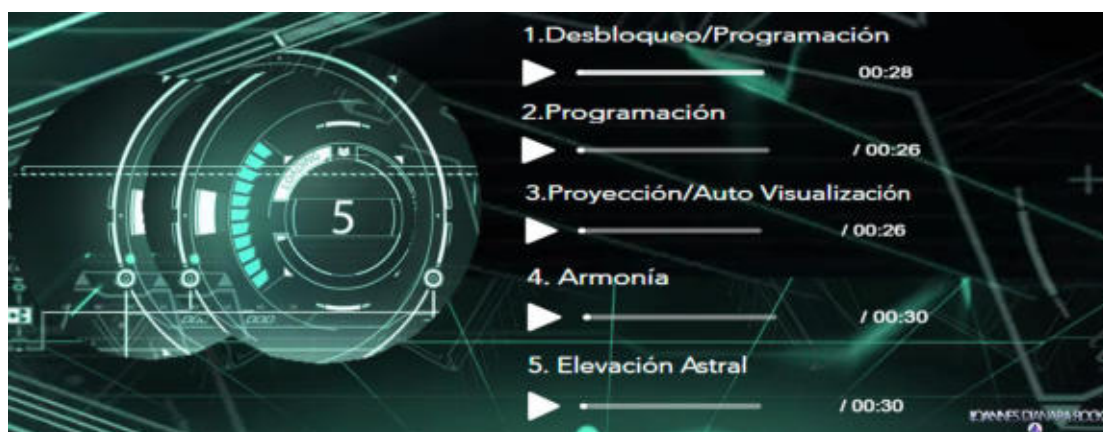 1.Desbloqueo/Programación
00:28
2.Programación
/ 00:26
3.Proyección/Auto Visualización
/ 00:26
4. Armonía
/ 00:30
5. Elevación Astral
/ 00:30
LOADING
5